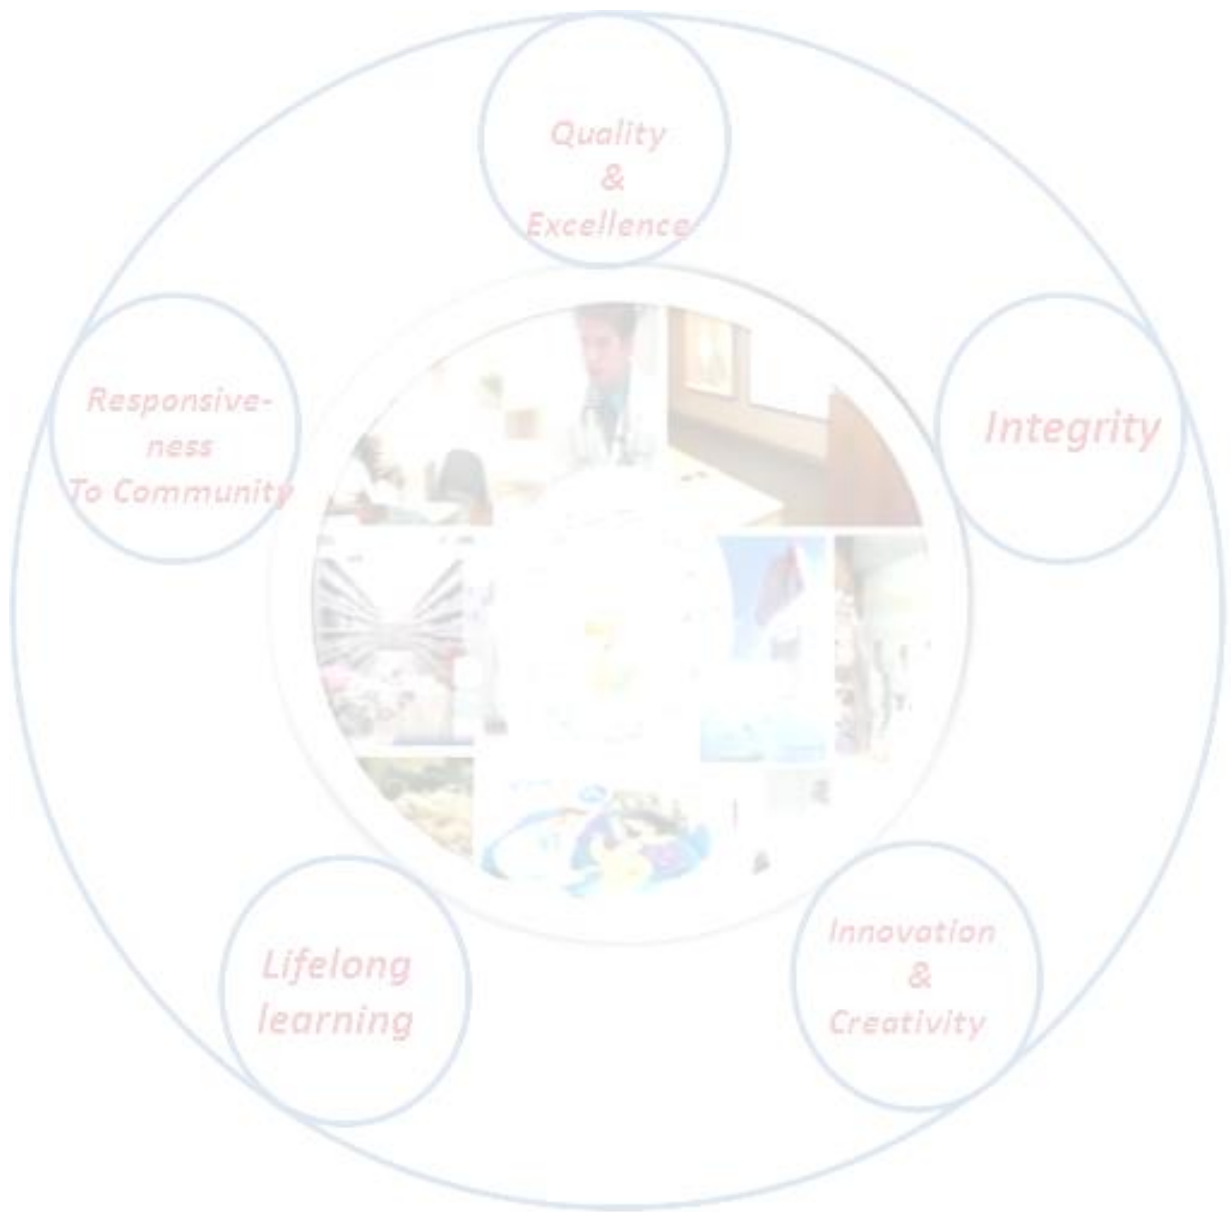 Quality
&
Excellence
Responsive-
ness
To Community
Integrity
Lifelong
learning
Innovation
&
Creativity